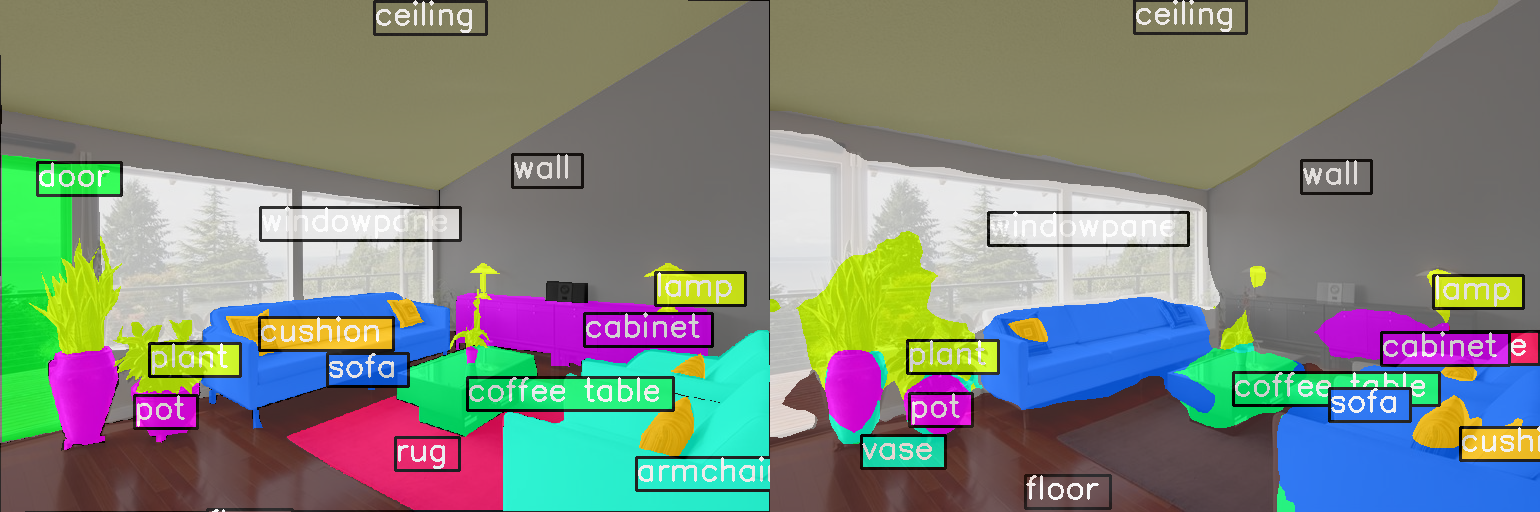 ceiling
door
wall
windowpane
lamp
cushion
cabinet
plant
sofa
coffee table
pot
rug
armchair
ceiling
wall
windowpane
lamp
cabinet
e
plant
coffee table
sofa
pot
vase
cushi
floor